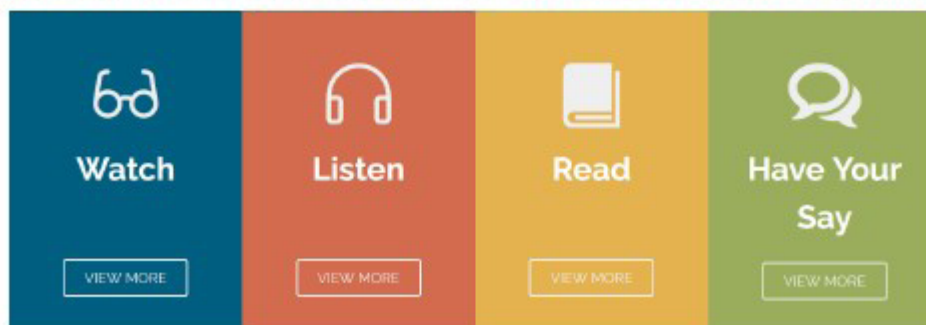 Watch
VIEW MORE
Listen
VIEW MORE
Read
VIEW MORE
Have Your
Say
VIEW MORE